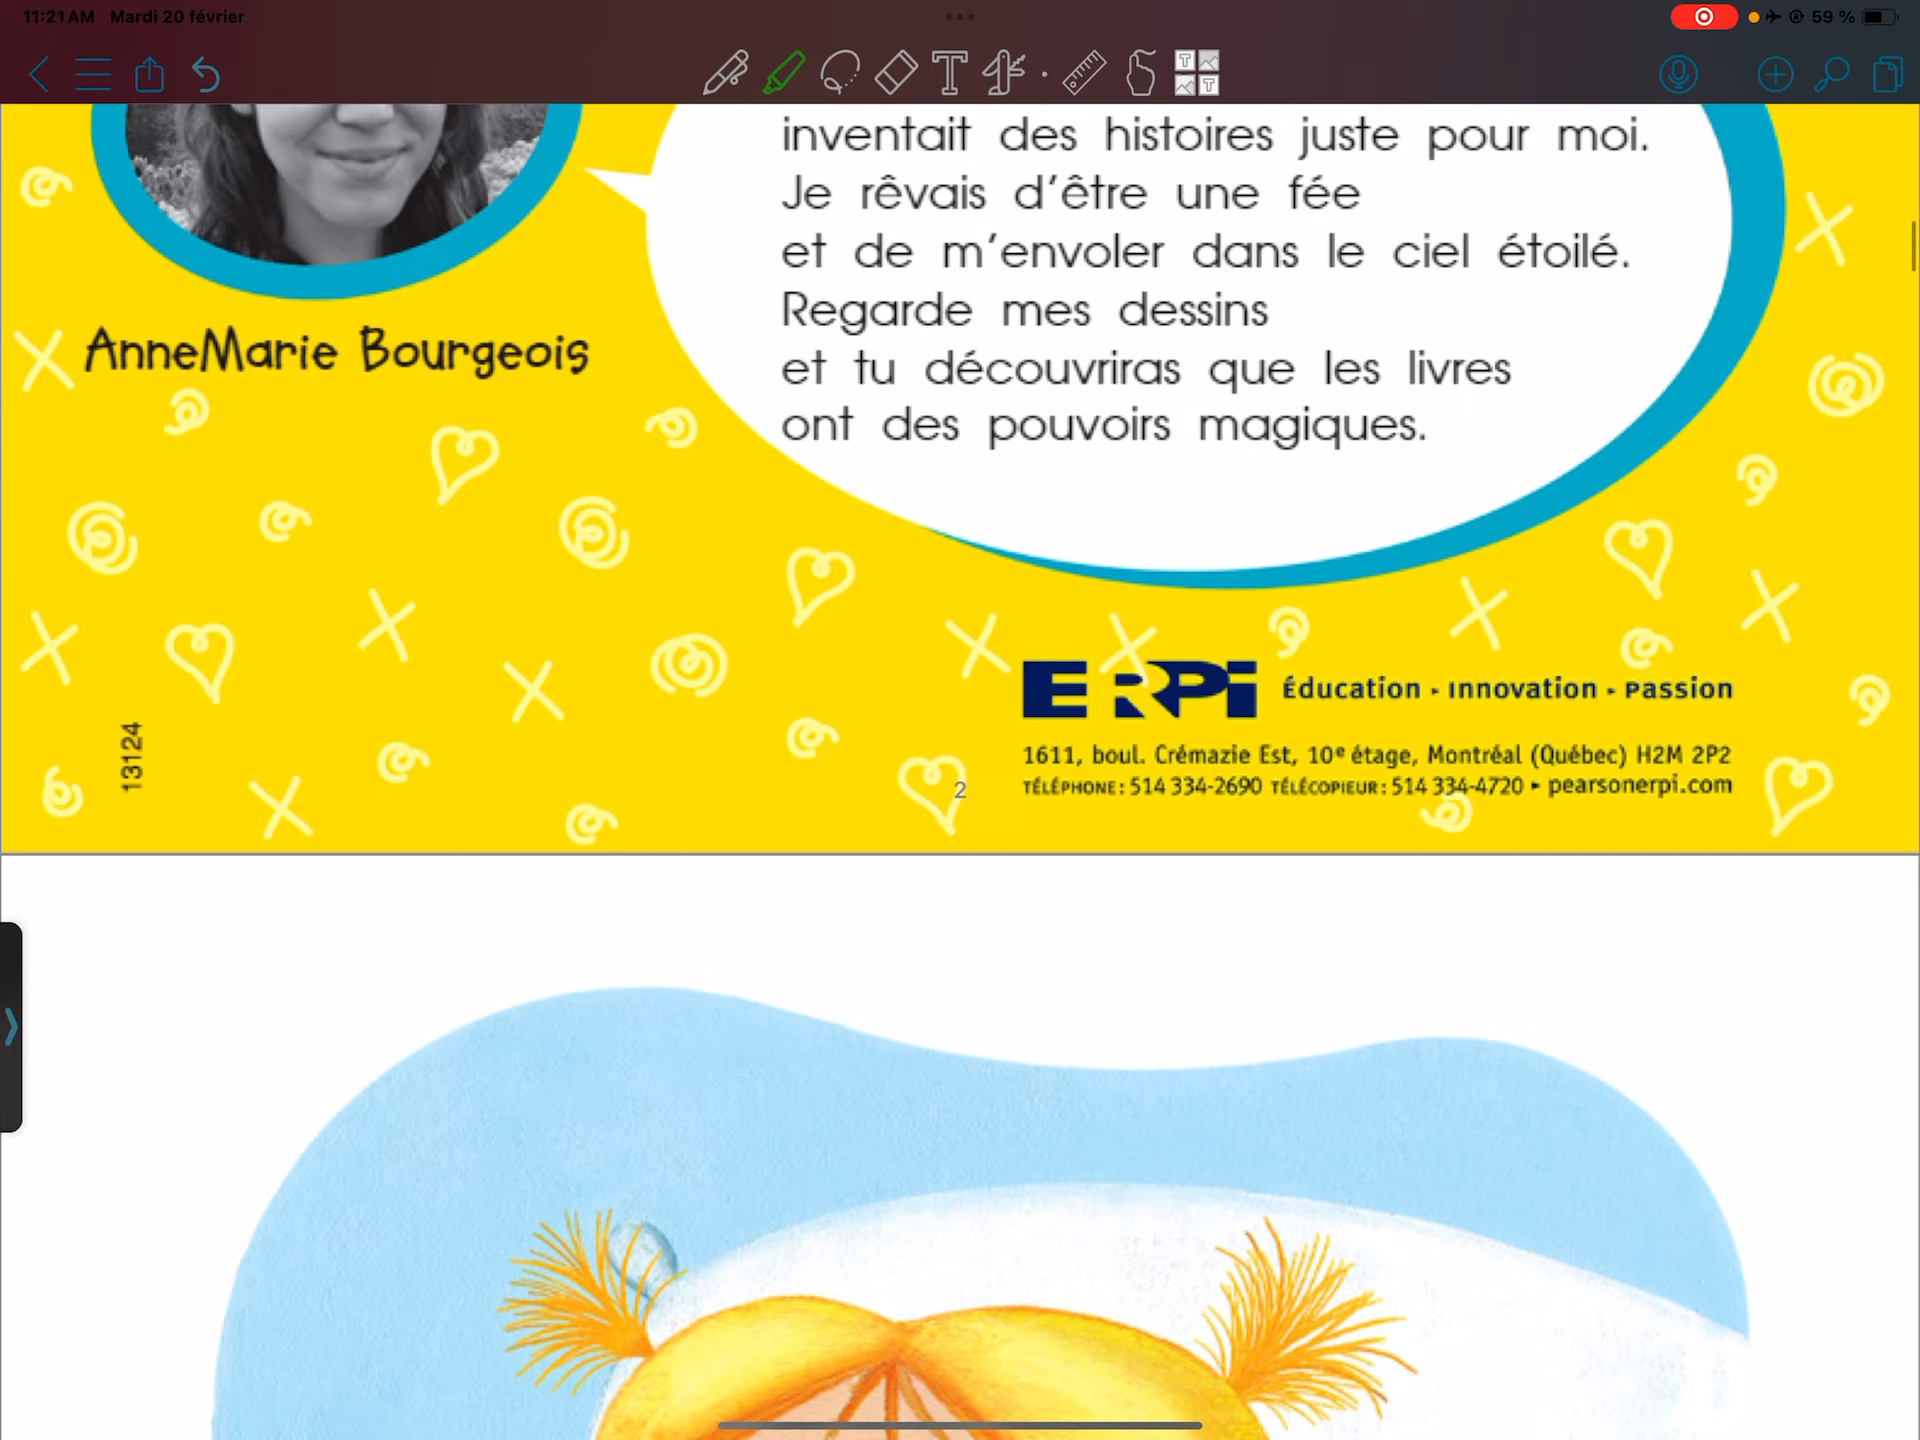 11:21 AM Mardi 20 février
59 %
inventait des histoires juste pour moi.
Je rêvais d'être une fée
et de m'envoler dans le ciel étoilé.
Regarde mes dessins
et tu découvriras que les livres
ont des pouvoirs magiques.
AnneMarie Bourgeois
ERPI Éducation ▸ Innovation ▸ Passion
1611, boul. Crémazie Est, 10e étage, Montréal (Québec) H2M 2P2
TÉLÉPHONE : 514 334-2690 TÉLÉCOPIEUR : 514 334-4720 ▸ pearsonerpi.com
13124
2